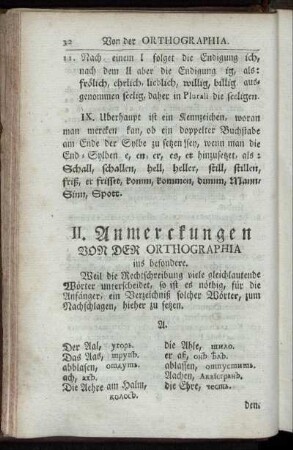 32 Von der ORTHOGRAPHIA.
11. Nach einem l folget die Endigung ich,
nach dem ll aber die Endigung ig, als:
frölich, ehrlich, lieblich, willig, billig aus-
genommen seelig, daher in Plurali die seeligen.
IX. Uberhaupt ist ein Kennzeichen, woran
man mercken kan, ob ein doppelter Buchstabe
am Ende der Sylbe zu setzen sey, wenn man die
End-Sylben e, en, er, es, et hinzusetzet, als:
Schall, schallen, hell, heller, still, stillen,
friß, er frisset, komm, kommen, dumm, Mann,
Sinn, Spott.
II. Anmerckungen
VON DER ORTHOGRAPHIA
ins besondere.
Weil die Rechtschreibung viele gleichlautende
Wörter unterscheidet, so ist es nöthig, für die
Anfänger, ein Verzeichniß solcher Wörter, zum
Nachschlagen, hieher zu setzen.
A.
Der Aal, угорь.
Das Aas, трупъ.
abblasen, отдуть.
ach, ахъ.
Die Aehre am Halm,
колосъ.
die Ahle, шило.
er aß, онъ ѣлъ.
ablassen, отпустить.
Aachen,
die Ehre, честь.
den.